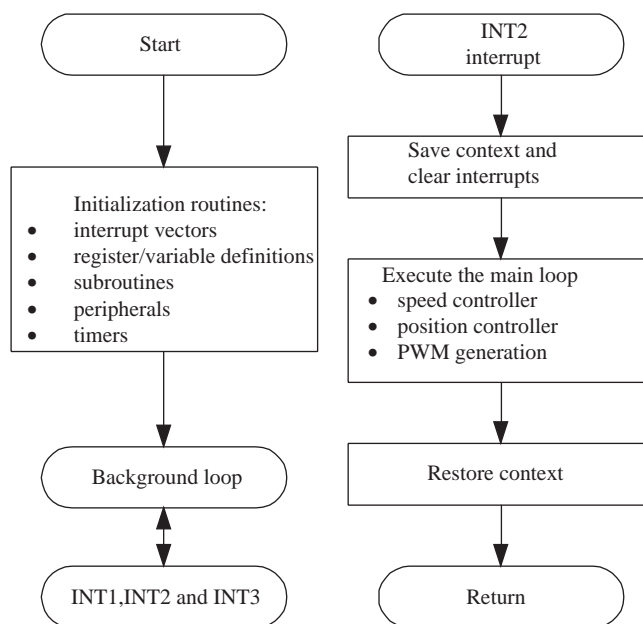 Start
Initialization routines:
• interrupt vectors
• register/variable definitions
• subroutines
• peripherals
• timers
Background loop
INT1,INT2 and INT3
INT2
interrupt
Save context and
clear interrupts
Execute the main loop
• speed controller
• position controller
• PWM generation
Restore context
Return